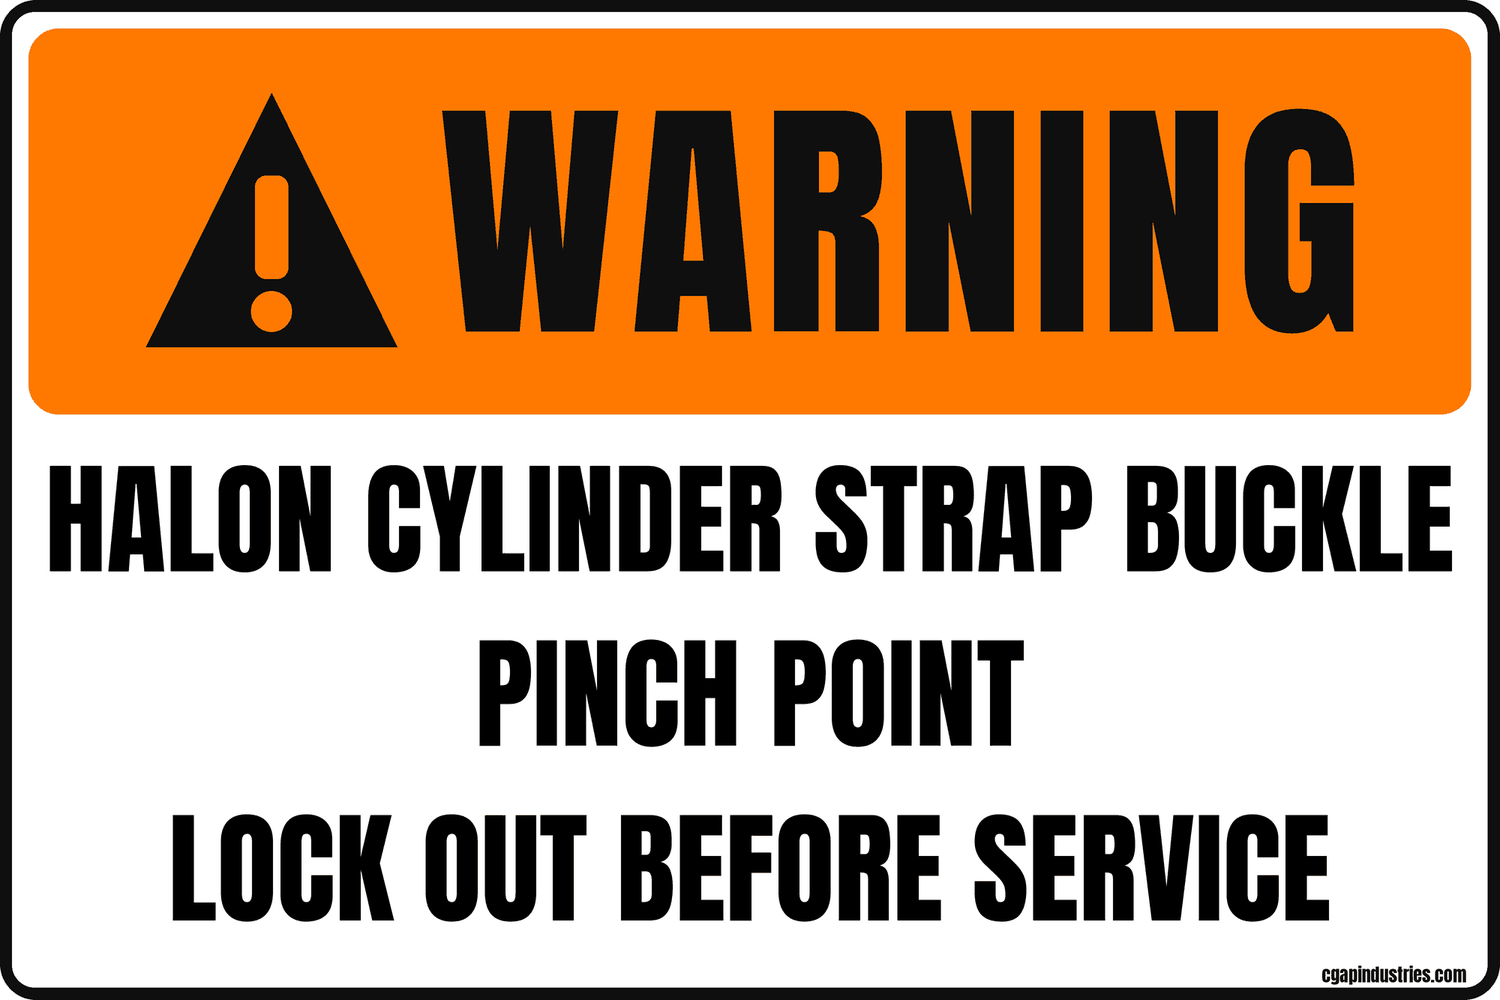 WARNING
HALON CYLINDER STRAP BUCKLE
PINCH POINT
LOCK OUT BEFORE SERVICE
cgapindustries.com